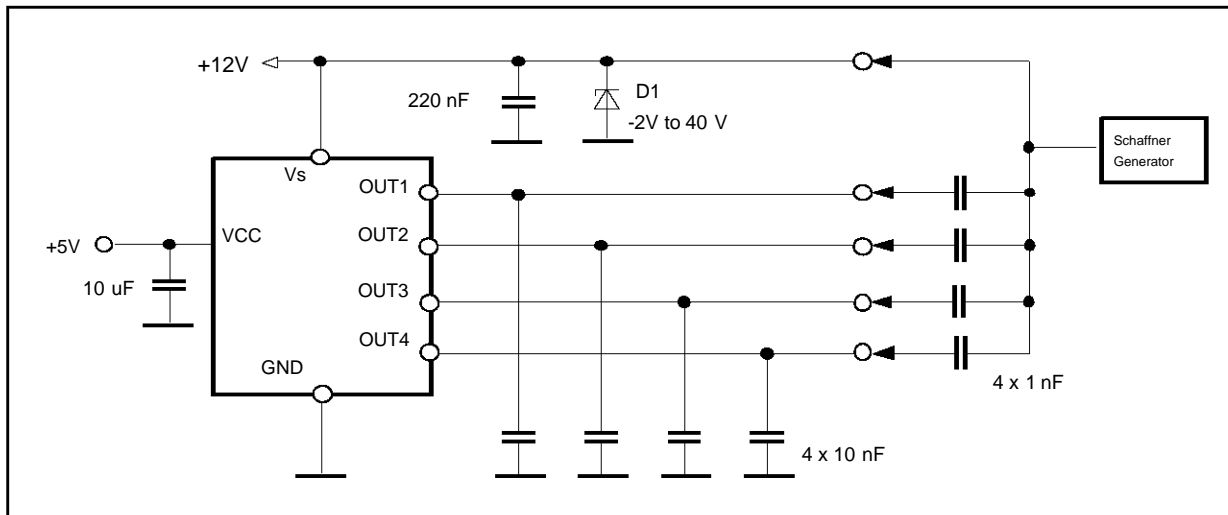 +12V
220 nF
D1
-2V to 40 V
Schaffner
Generator
Vs
OUT1
VCC
OUT2
+5V
10 uF
OUT3
OUT4
GND
4 x 1 nF
4 x 10 nF